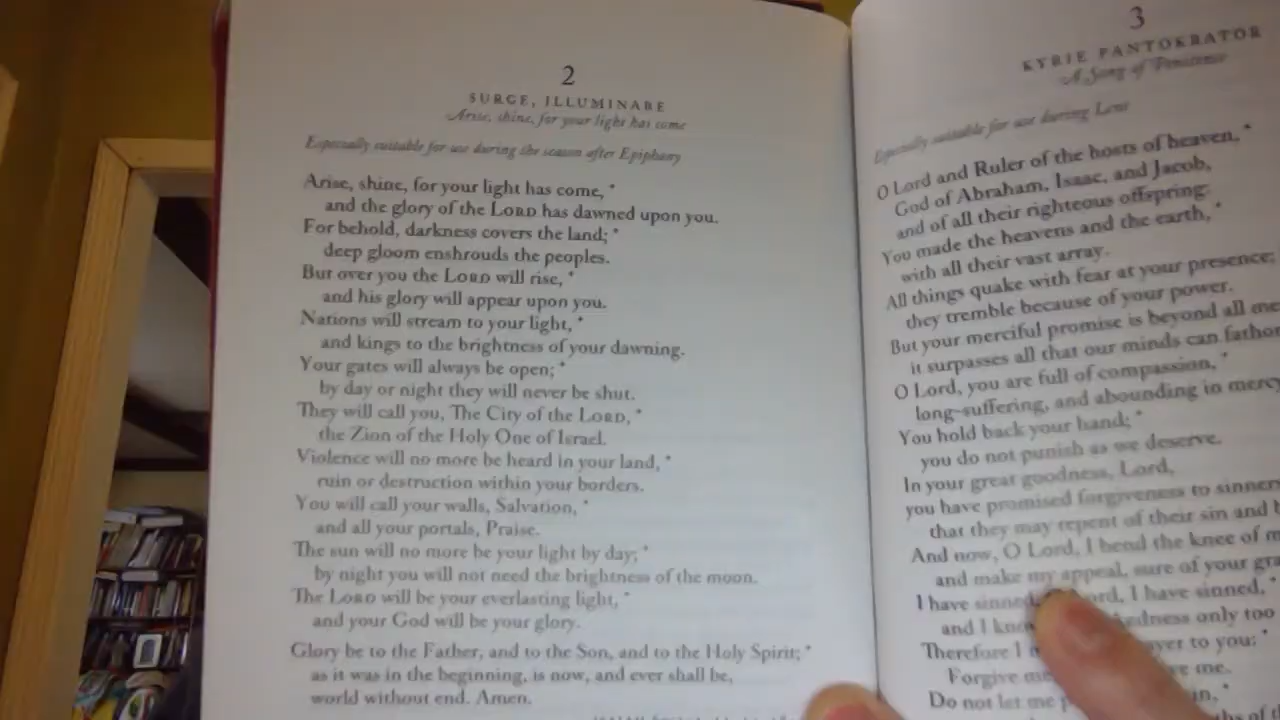 2
SURGE, ILLUMINARE
Arise, shine, for your light has come
Especially suitable for use during the season after Epiphany
Arise, shine, for your light has come, *
and the glory of the LORD has dawned upon you.
For behold, darkness covers the land; *
deep gloom enshrouds the peoples.
But over you the LORD will rise, *
and his glory will appear upon you.
Nations will stream to your light, *
and kings to the brightness of your dawning.
Your gates will always be open; *
by day or night they will never be shut.
They will call you, The City of the LORD, *
the Zion of the Holy One of Israel.
Violence will no more be heard in your land, *
ruin or destruction within your borders.
You will call your walls, Salvation, *
and all your portals, Praise.
The sun will no more be your light by day; *
by night you will not need the brightness of the moon.
The LORD will be your everlasting light, *
and your God will be your glory.
Glory be to the Father, and to the Son, and to the Holy Spirit; *
as it was in the beginning, is now, and ever shall be,
world without end. Amen.
3
KYRIE PANTOKRATOR
A Song of Penitence
Especially suitable for use during Lent
O Lord and Ruler of the hosts of heaven, *
God of Abraham, Isaac, and Jacob,
and of all their righteous offspring:
You made the heavens and the earth, *
with all their vast array.
All things quake with fear at your presence;
they tremble because of your power.
But your merciful promise is beyond all
it surpasses all that our minds can
O Lord, you are full of compassion, *
long-suffering, and abounding in
You hold back your hand; *
you do not punish as we deserve.
In your great goodness, Lord,
you have promised forgiveness to
that they may repent of their sin and
And now, O Lord, I bend the knee of
and make my appeal, sure of your
I have sinned, I have sinned, *
and I only too
Therefore I to you: *
Forgive me.
Do not let me